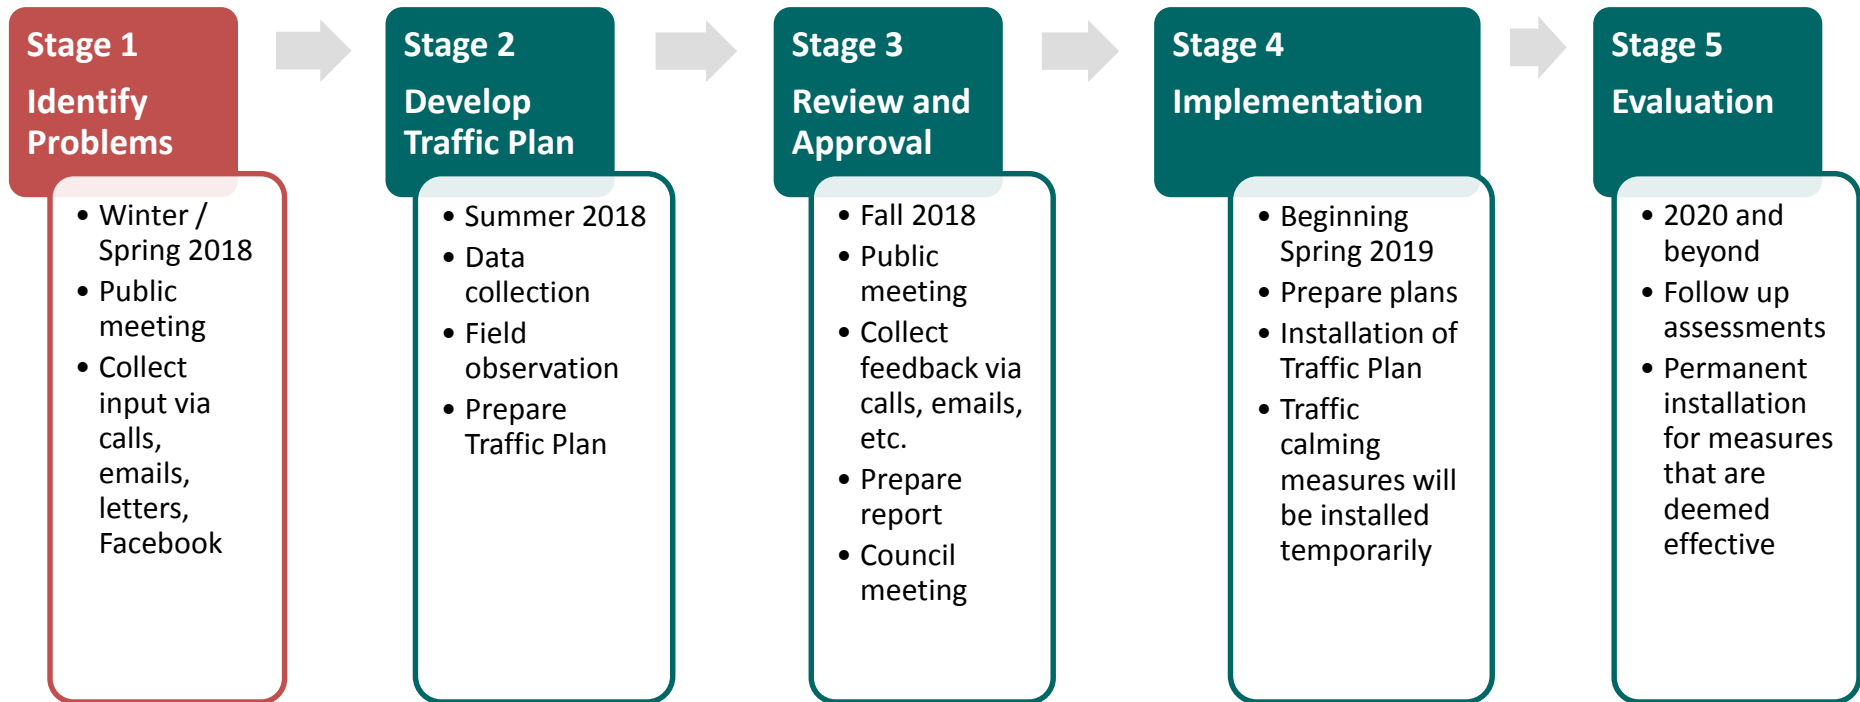 Stage 1
Identify
Problems
• Winter /
Spring 2018
• Public
meeting
• Collect
input via
calls,
emails,
letters,
Facebook
Stage 2
Develop
Traffic Plan
• Summer 2018
• Data
collection
• Field
observation
• Prepare
Traffic Plan
Stage 3
Review and
Approval
• Fall 2018
• Public
meeting
• Collect
feedback via
calls, emails,
etc.
• Prepare
report
• Council
meeting
Stage 4
Implementation
• Beginning
Spring 2019
• Prepare plans
• Installation of
Traffic Plan
• Traffic
calming
measures will
be installed
temporarily
Stage 5
Evaluation
• 2020 and
beyond
• Follow up
assessments
• Permanent
installation
for measures
that are
deemed
effective